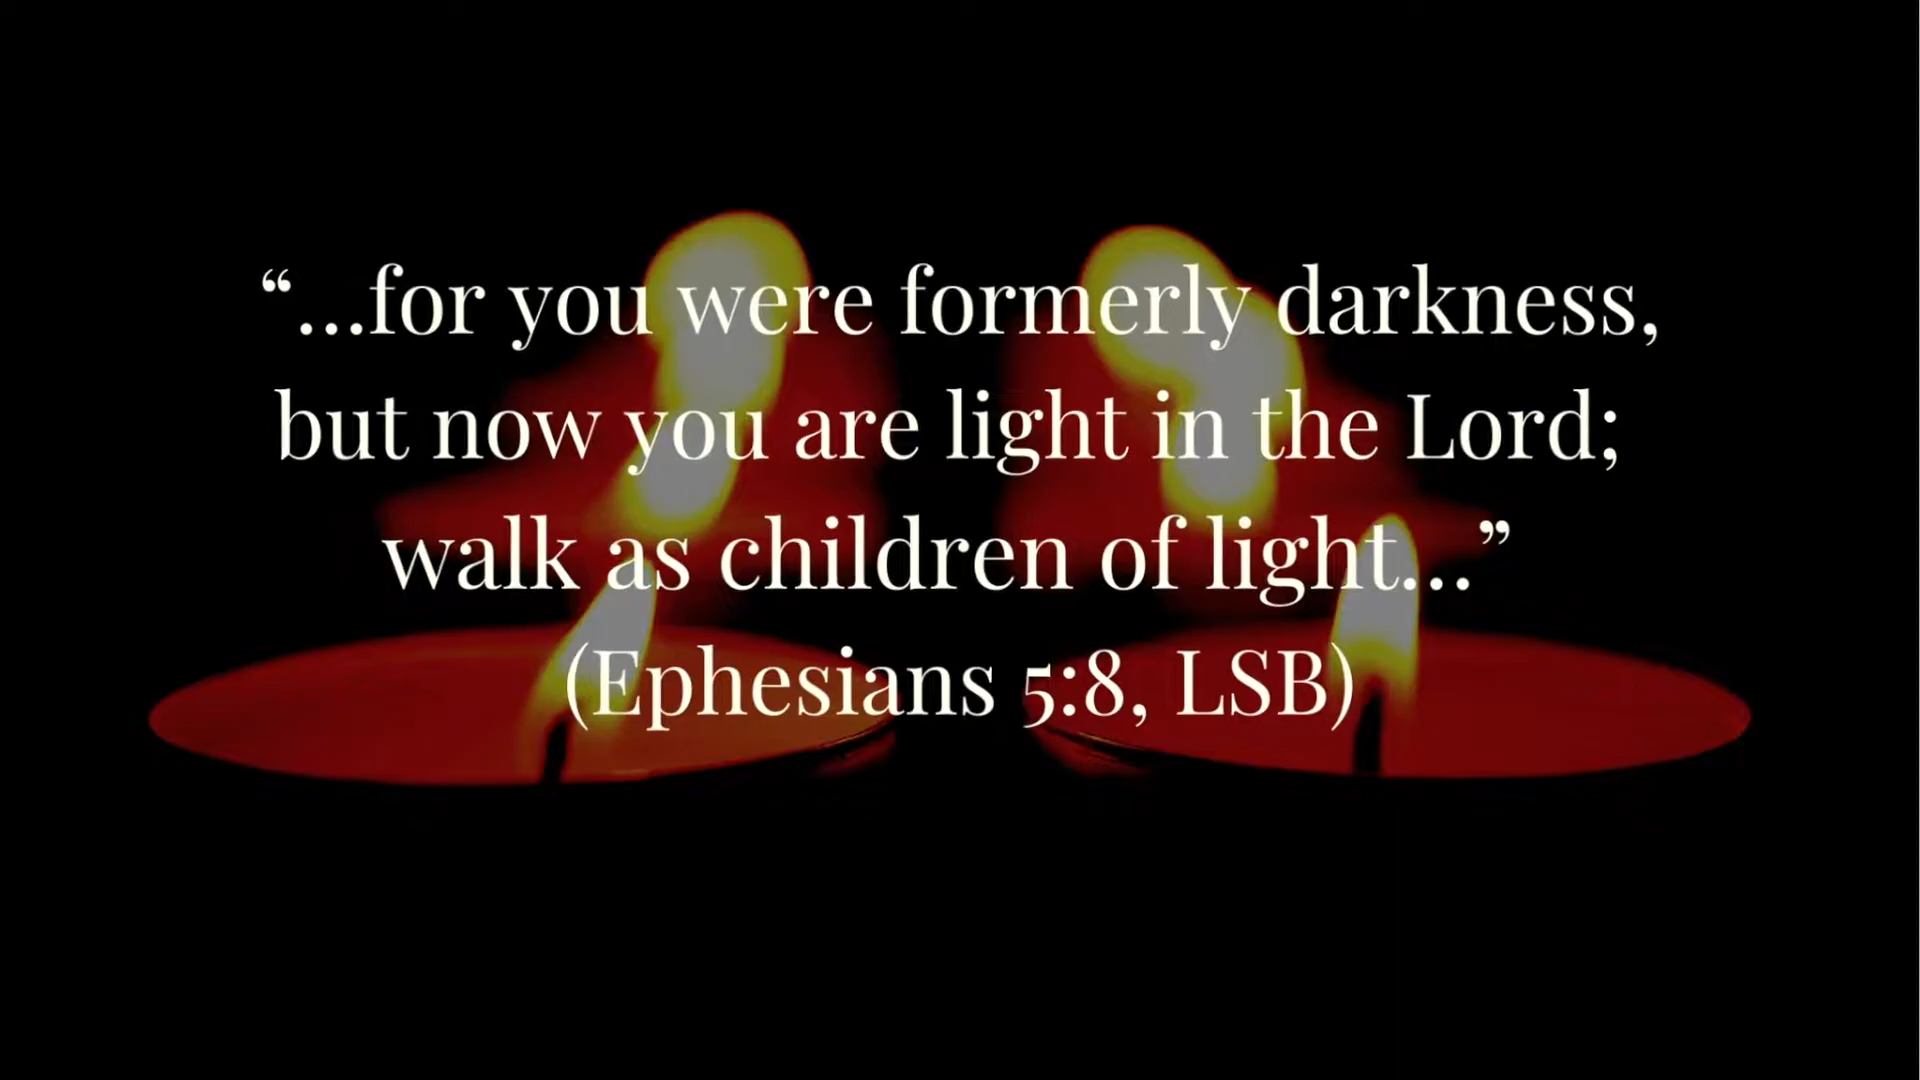 “…for you were formerly darkness,
but now you are light in the Lord;
walk as children of light…”
(Ephesians 5:8, LSB)